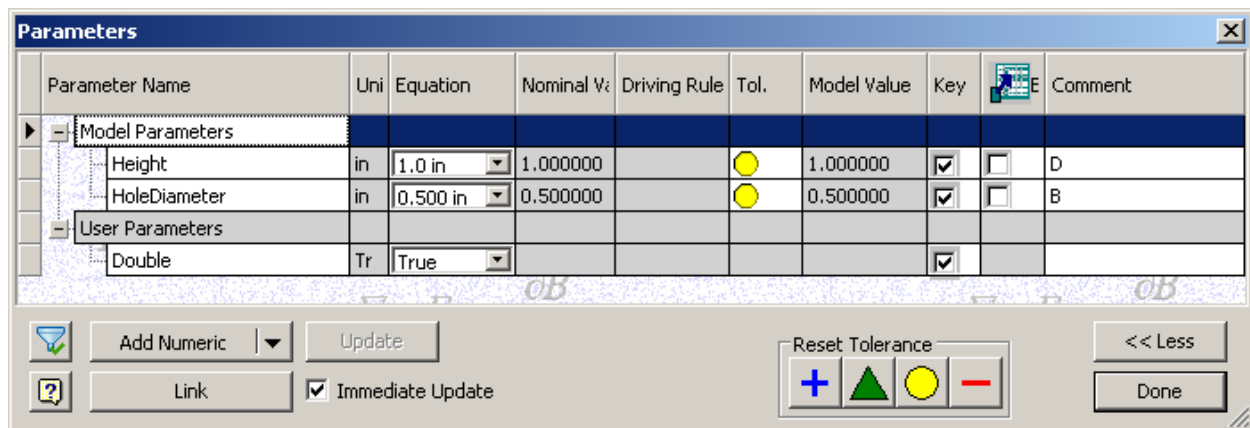 Parameters
Parameter Name Uni Equation Nominal Va Driving Rule Tol. Model Value Key E Comment
Model Parameters
Height in 1.0 in 1.000000 1.000000 D
HoleDiameter in 0.500 in 0.500000 0.500000 B
User Parameters
Double Tr True
∂B ∂B
Add Numeric Update Reset Tolerance << Less
Link Immediate Update Done